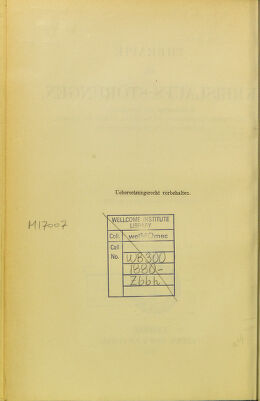 Uebersetzungsrecht vorbehalten.
M17007
WELLCOME INSTITUTE
LIBRARY
Coll. welMOmec
Call
No. WB300
1880-
Z66h